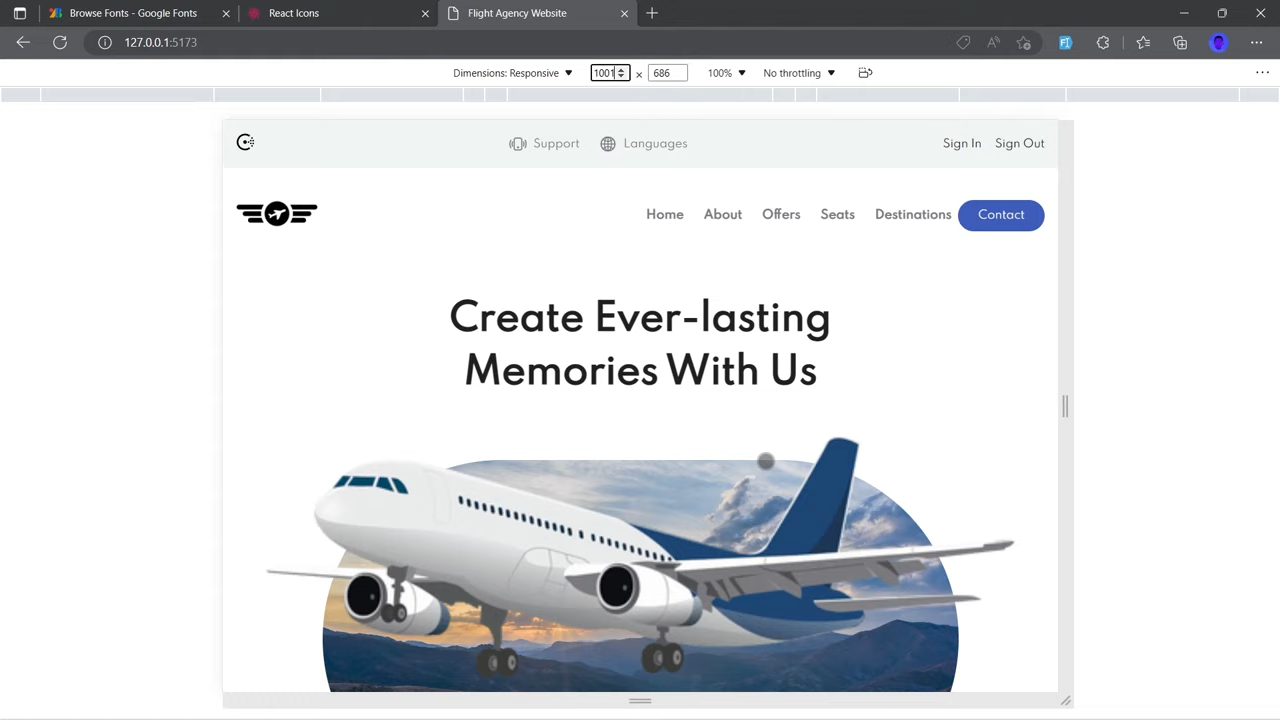 Browse Fonts - Google Fonts
React Icons
Flight Agency Website
127.0.0.1:5173
Dimensions: Responsive
1001
×
686
100%
No throttling
Support
Languages
Sign In
Sign Out
Home
About
Offers
Seats
Destinations
Contact
Create Ever-lasting
Memories With Us